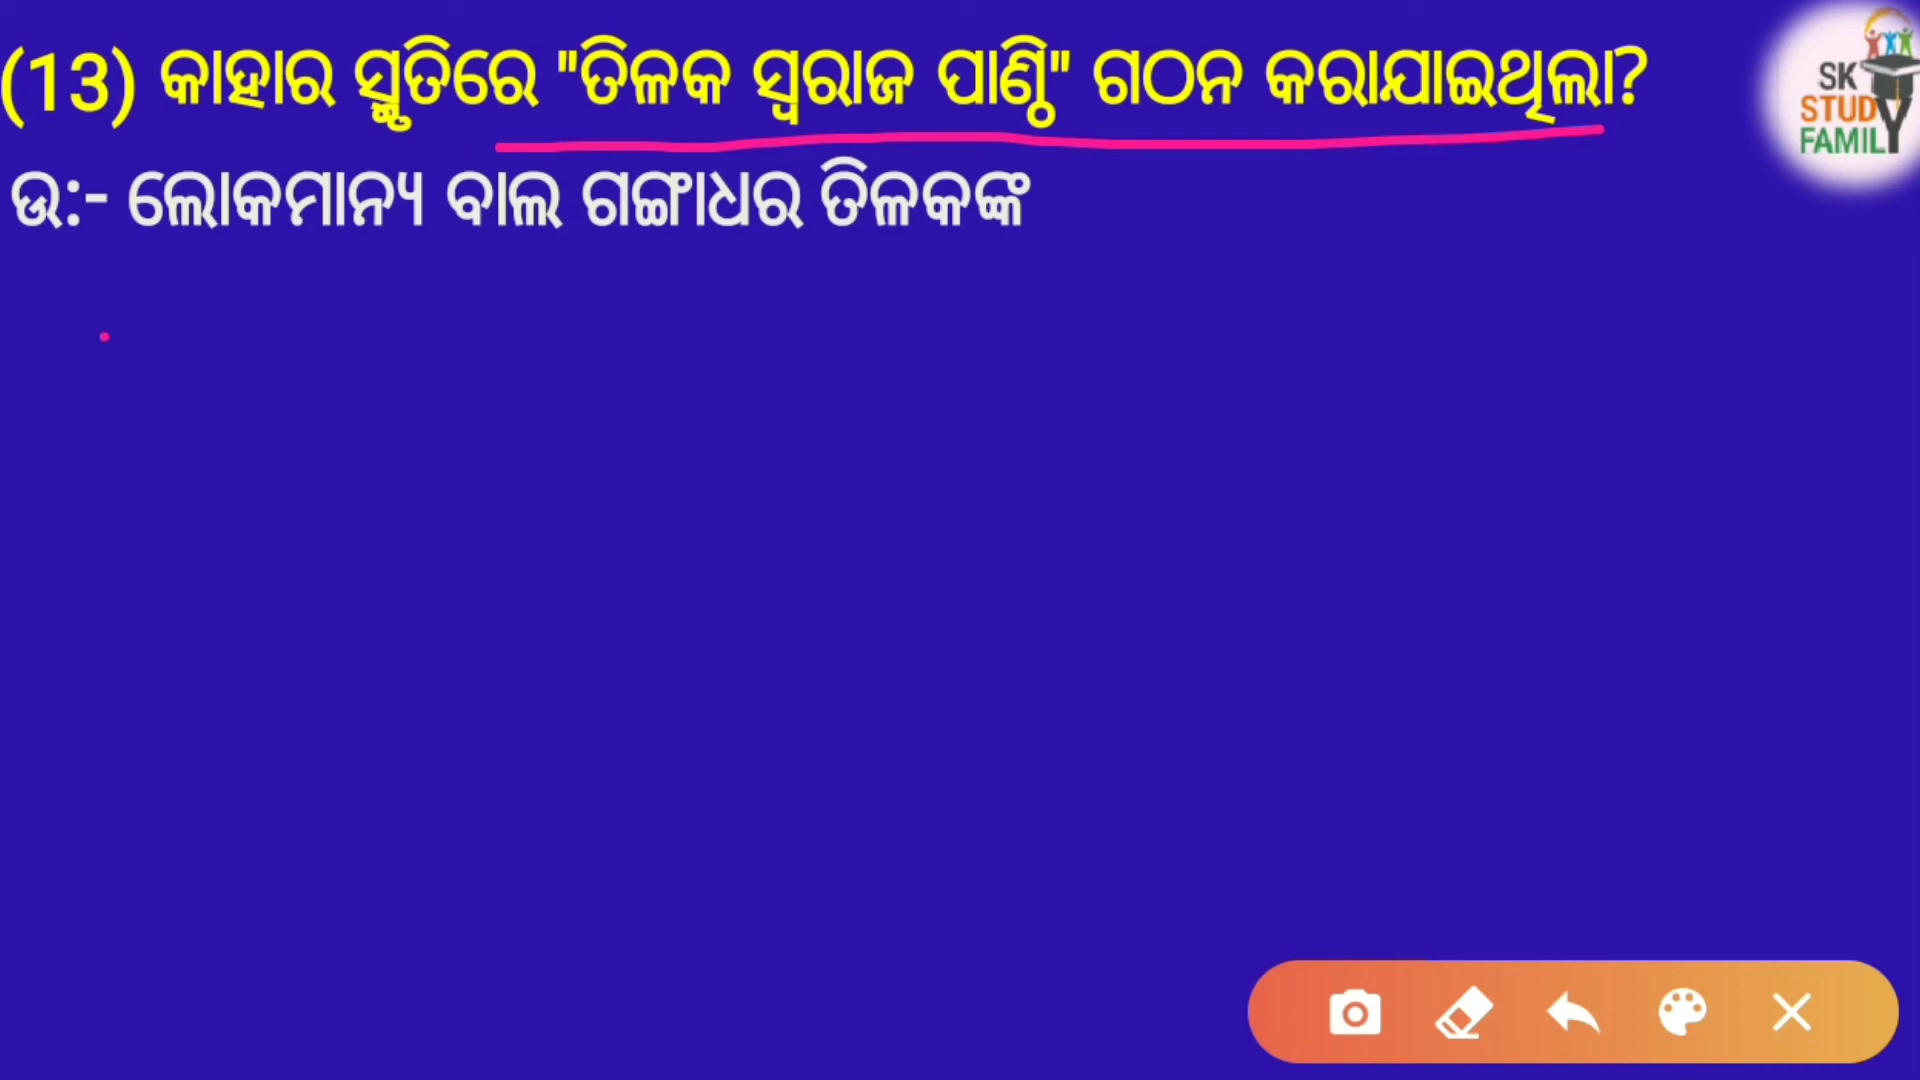 (13) କାହାର ସ୍ମୃତିରେ "ତିଳକ ସ୍ୱରାଜ ପାଣ୍ଠି" ଗଠନ କରାଯାଇଥିଲା?
ଉ:- ଲୋକମାନ୍ୟ ବାଲ ଗଙ୍ଗାଧର ତିଳକଙ୍କ
SK
STUDY
FAMILY